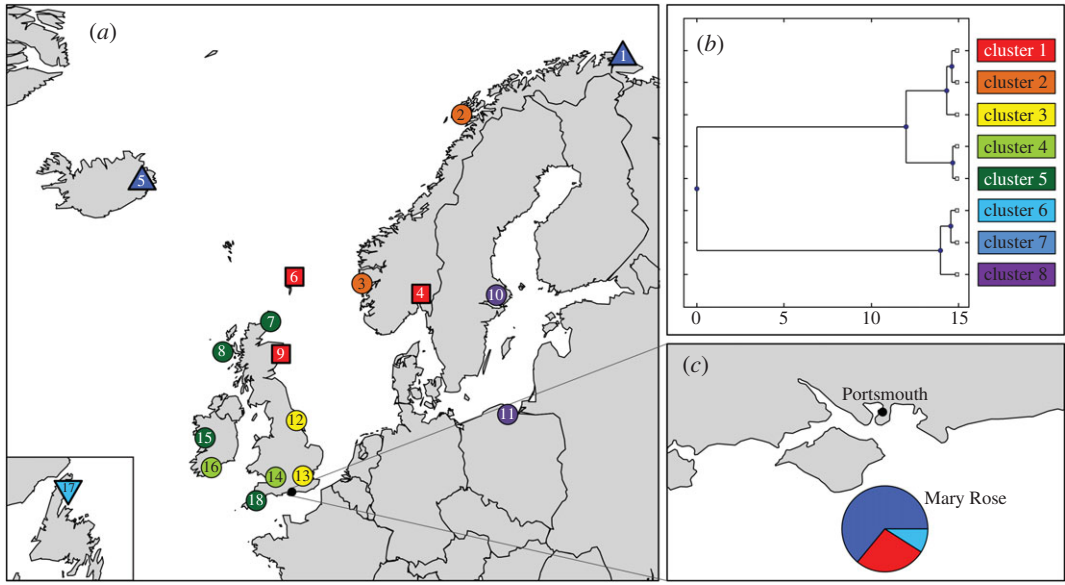 (a)
1
2
5
6
3
4
10
7
8
9
11
12
15
16
14
13
17
18
(b)
cluster 1
cluster 2
cluster 3
cluster 4
cluster 5
cluster 6
cluster 7
cluster 8
0 5 10 15
(c)
Portsmouth
Mary Rose